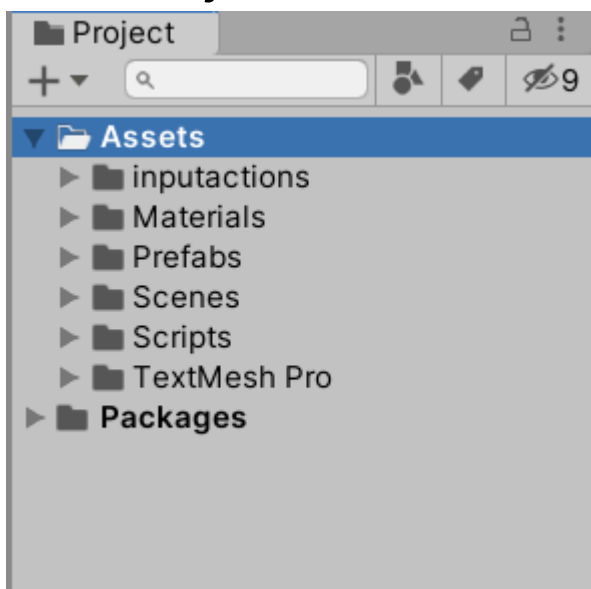 Project
9
Assets
inputactions
Materials
Prefabs
Scenes
Scripts
TextMesh Pro
Packages